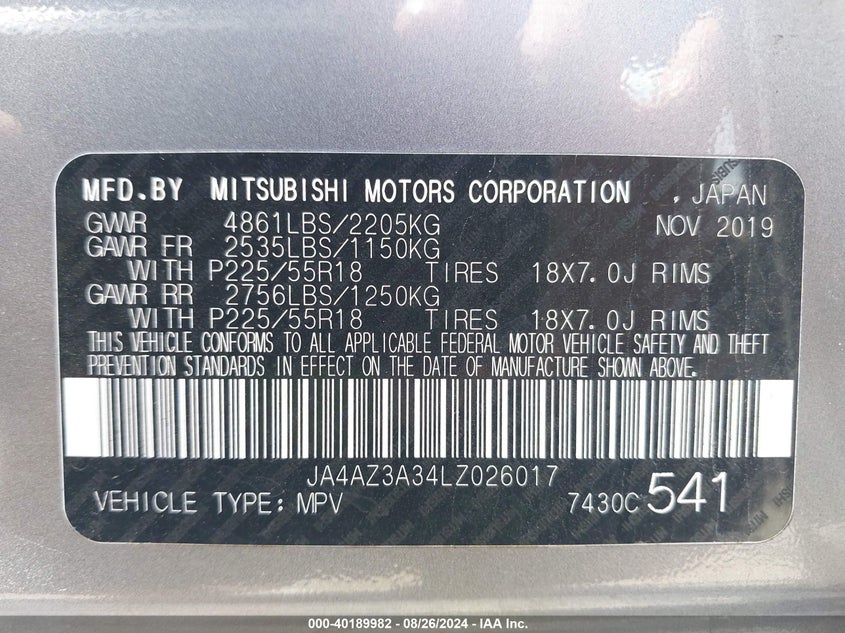 MFD.BY MITSUBISHI MOTORS CORPORATION , JAPAN
GVWR 4861LBS/2205KG NOV 2019
GAWR FR 2535LBS/1150KG
WITH P225/55R18 TIRES 18X7.0J RIMS
GAWR RR 2756LBS/1250KG
WITH P225/55R18 TIRES 18X7.0J RIMS
THIS VEHICLE CONFORMS TO ALL APPLICABLE FEDERAL MOTOR VEHICLE SAFETY AND THEFT
PREVENTION STANDARDS IN EFFECT ON THE DATE OF MANUFACTURE SHOWN ABOVE.
JA4AZ3A34LZ026017
VEHICLE TYPE: MPV 7430C 541
000-40189982 - 08/26/2024 - IAA Inc.